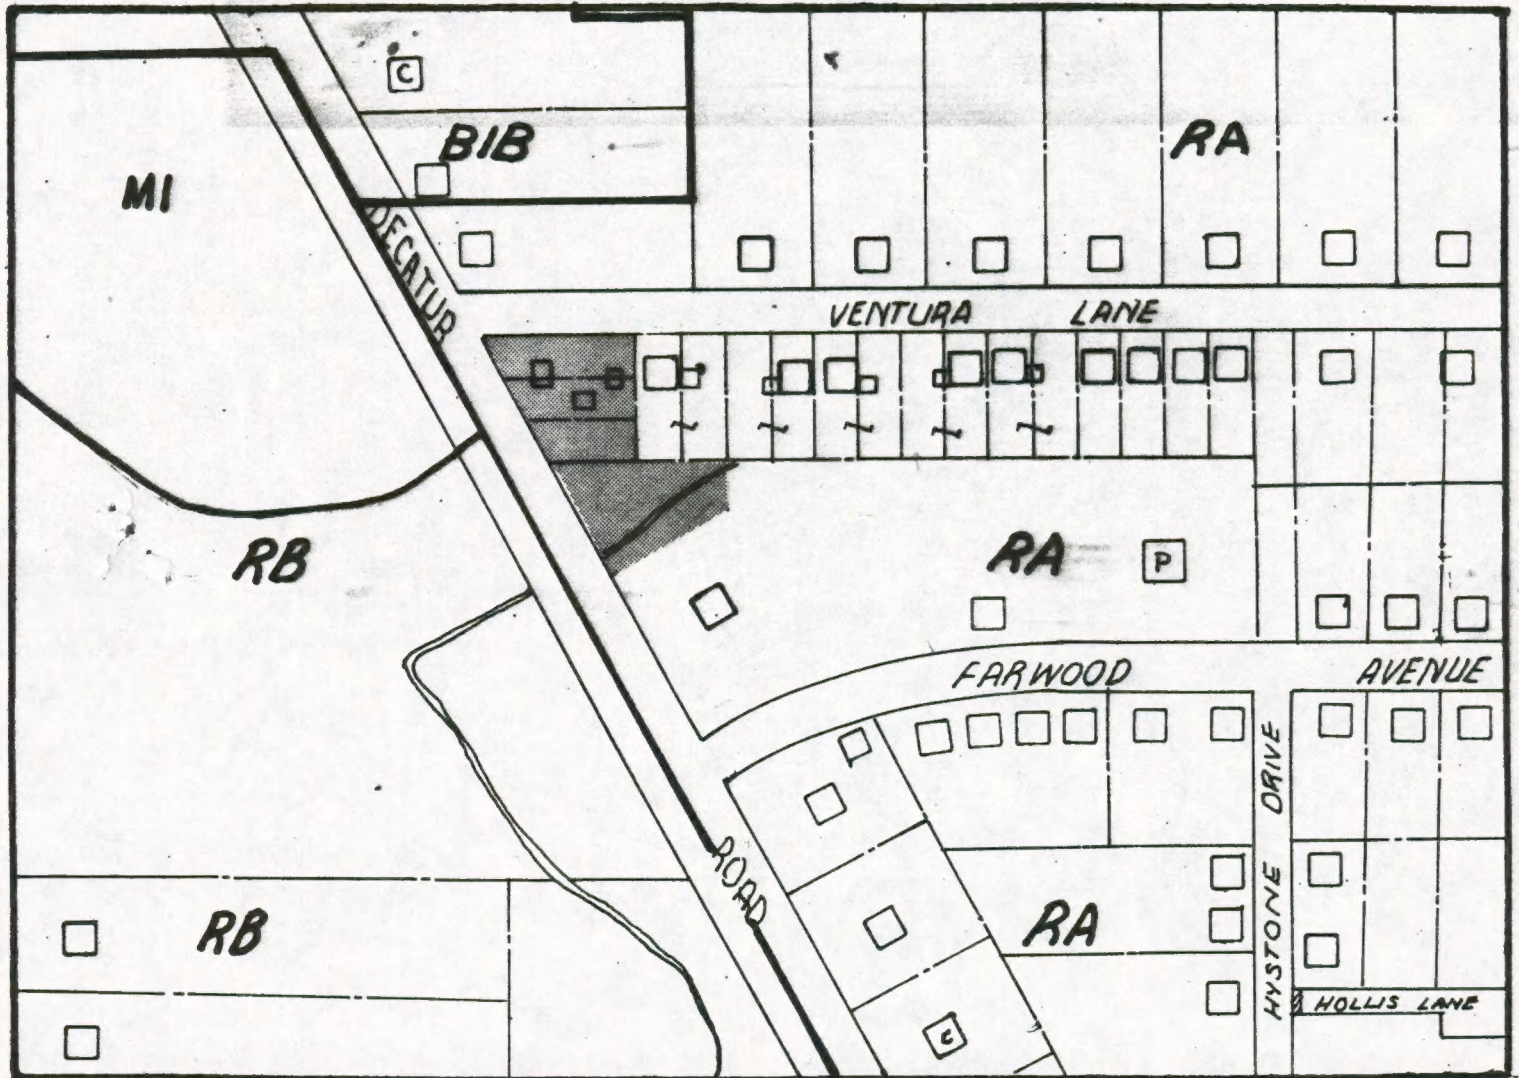 C
BIB
RA
MI
DECATUR
VENTURA LANE
RB
RA
P
FARWOOD AVENUE
ROAD
HYSTONE DRIVE
RB
RA
HOLLIS LANE
C